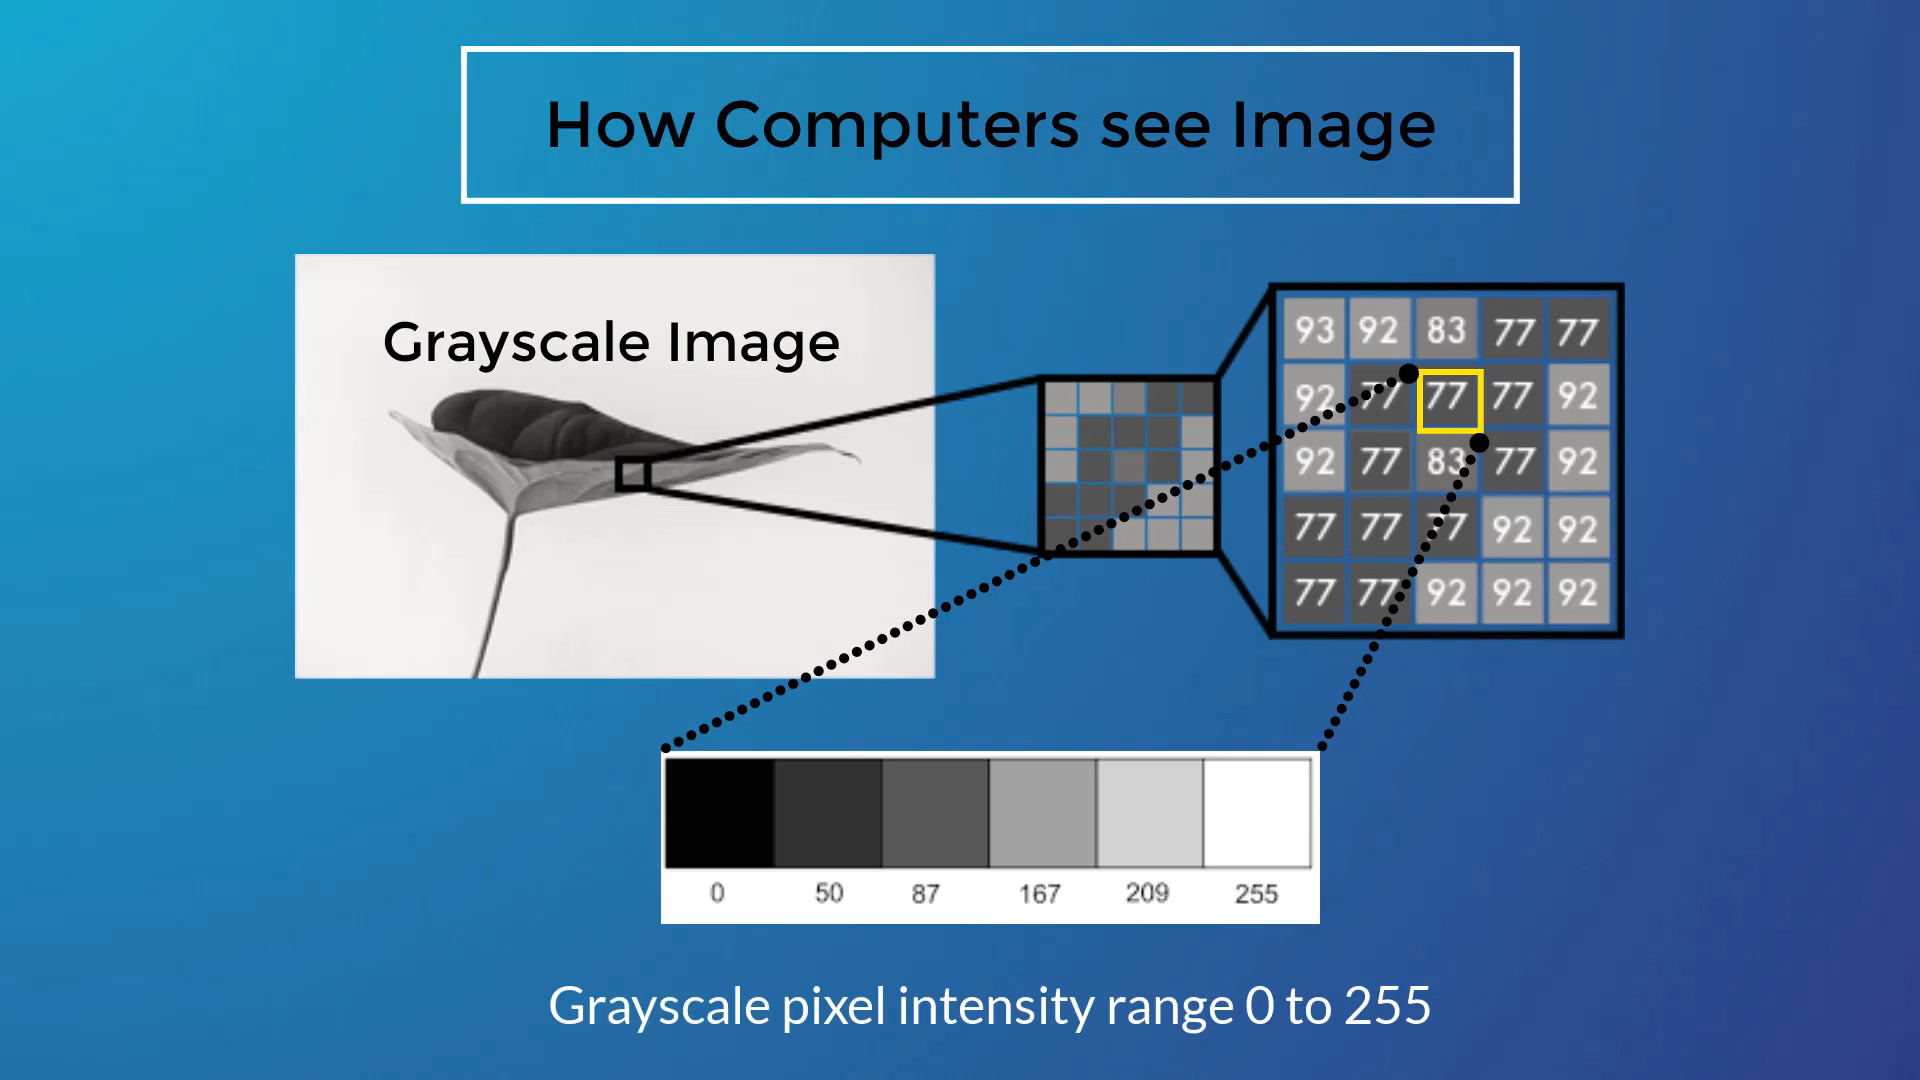 How Computers see Image
Grayscale Image
93 92 83 77 77
92 77 77 77 92
92 77 83 77 92
77 77 77 92 92
77 77 92 92 92
0 50 87 167 209 255
Grayscale pixel intensity range 0 to 255